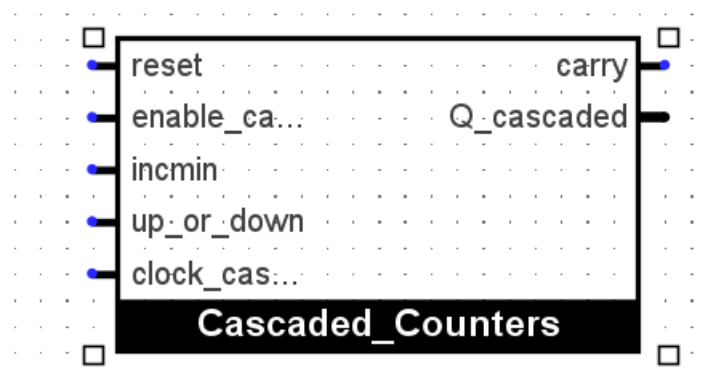 reset
carry
enable_ca...
Q_cascaded
incmin
up_or_down
clock_cas...
Cascaded_Counters